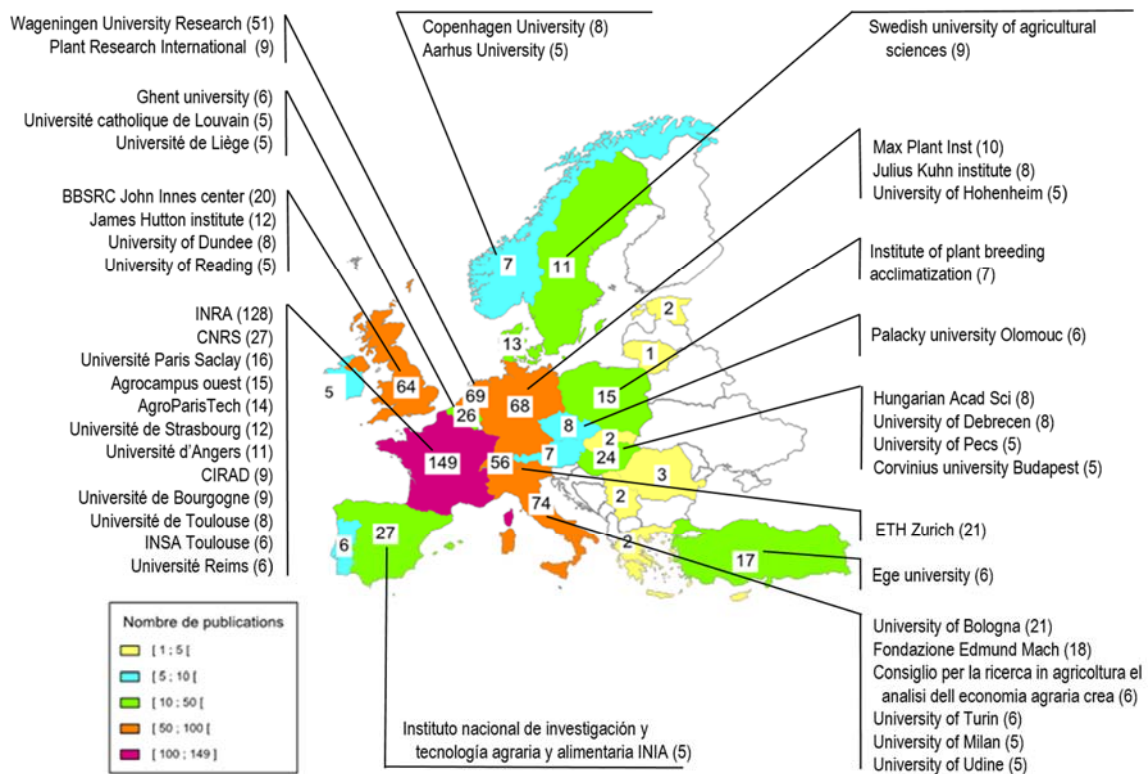 Wageningen University Research (51)
Plant Research International (9)
Copenhagen University (8)
Aarhus University (5)
Swedish university of agricultural
sciences (9)
Ghent university (6)
Université catholique de Louvain (5)
Université de Liège (5)
Max Plant Inst (10)
Julius Kuhn institute (8)
University of Hohenheim (5)
BBSRC John Innes center (20)
James Hutton institute (12)
University of Dundee (8)
University of Reading (5)
Institute of plant breeding
acclimatization (7)
INRA (128)
CNRS (27)
Université Paris Saclay (16)
Agrocampus ouest (15)
AgroParisTech (14)
Université de Strasbourg (12)
Université d'Angers (11)
CIRAD (9)
Université de Bourgogne (9)
Université de Toulouse (8)
INSA Toulouse (6)
Université Reims (6)
Palacky university Olomouc (6)
Hungarian Acad Sci (8)
University of Debrecen (8)
University of Pecs (5)
Corvinius university Budapest (5)
ETH Zurich (21)
Ege university (6)
University of Bologna (21)
Fondazione Edmund Mach (18)
Consiglio per la ricerca in agricoltura el
analisi dell economia agraria crea (6)
University of Turin (6)
University of Milan (5)
University of Udine (5)
Instituto nacional de investigación y
tecnología agraria y alimentaria INIA (5)
7
11
2
1
13
5
64
69
26
68
15
8
2
24
7
149
56
3
2
74
2
6
27
17
Nombre de publications
[ 1 ; 5 [
[ 5 ; 10 [
[ 10 ; 50 [
[ 50 ; 100 [
[ 100 ; 149 ]